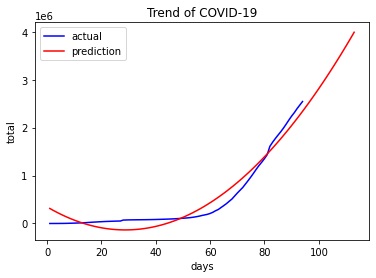 Trend of COVID-19
1e6
actual
prediction
4
3
2
1
0
total
0 20 40 60 80 100
days